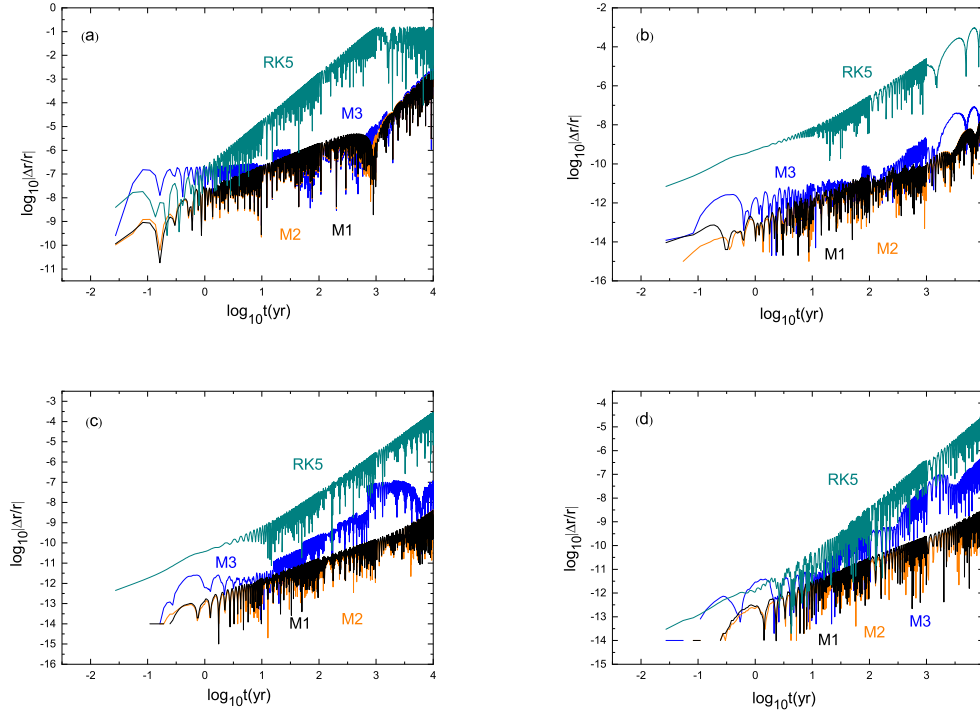 (a)
log10|Δr/r|
0
-1
-2
-3
-4
-5
-6
-7
-8
-9
-10
-11
RK5
M3
M2
M1
-2 -1 0 1 2 3 4
log10t(yr)
(b)
log10|Δr/r|
-2
-4
-6
-8
-10
-12
-14
-16
RK5
M3
M1
M2
-2 -1 0 1 2 3
log10t(yr)
(c)
log10|Δr/r|
-3
-4
-5
-6
-7
-8
-9
-10
-11
-12
-13
-14
-15
-16
RK5
M3
M1
M2
-2 -1 0 1 2 3 4
log10t(yr)
(d)
log10|Δr/r|
-4
-5
-6
-7
-8
-9
-10
-11
-12
-13
-14
-15
RK5
M3
M1
M2
-2 -1 0 1 2 3
log10t(yr)